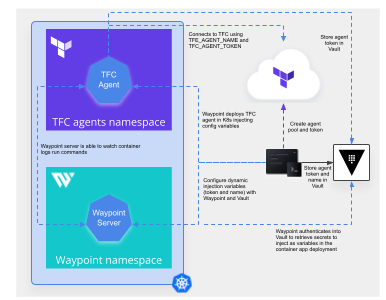 Connects to TFC using
TFE_AGENT_NAME and
TFC_AGENT_TOKEN
Store agent
token in
Vault
TFC
Agent
TFC agents namespace
Waypoint deploys TFC
agent in K8s injecting
config variables
Create agent
pool and token
Waypoint server is able to watch container
logs run commands
Store agent
token and
name in
Vault
Configure dynamic
injection variables
(token and name) with
Waypoint and Vault
Waypoint
Server
Waypoint namespace
Waypoint authenticates into
Vault to retrieve secrets to
inject as variables in the
container app deployment